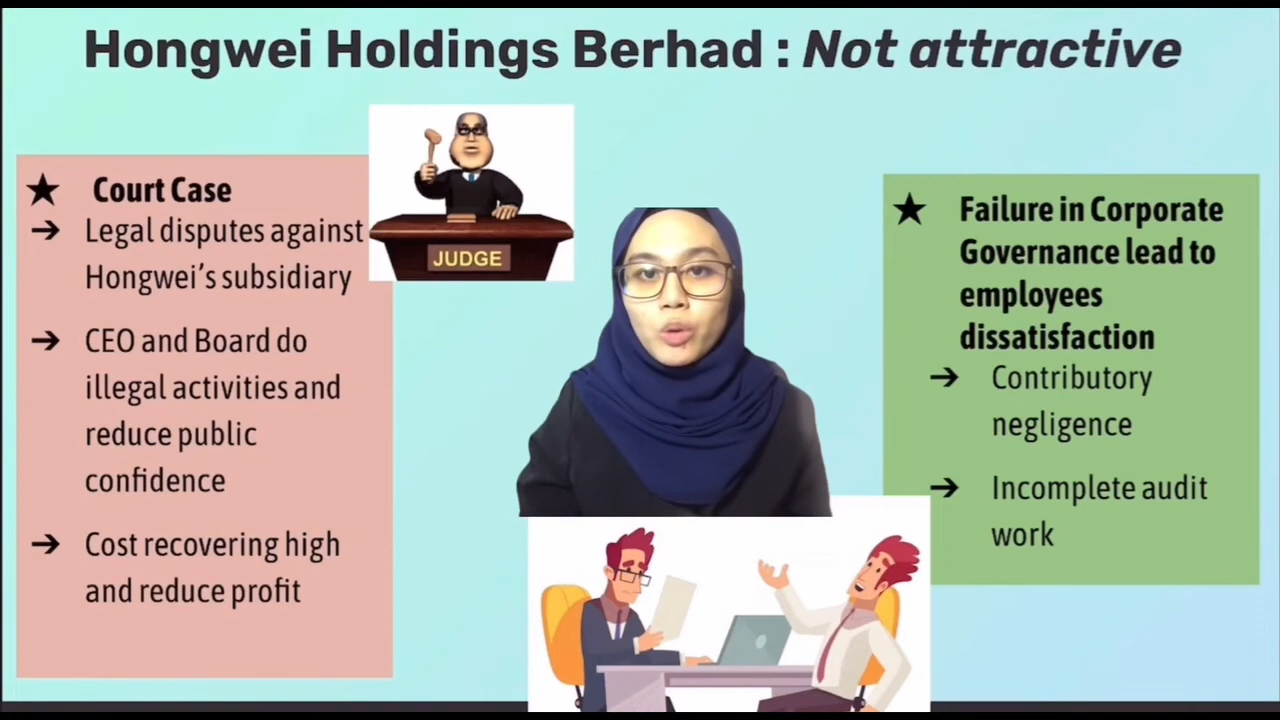 Hongwei Holdings Berhad : Not attractive
★ Court Case
➔ Legal disputes against
Hongwei's subsidiary
➔ CEO and Board do
illegal activities and
reduce public
confidence
➔ Cost recovering high
and reduce profit
JUDGE
★ Failure in Corporate
Governance lead to
employees
dissatisfaction
➔ Contributory
negligence
➔ Incomplete audit
work